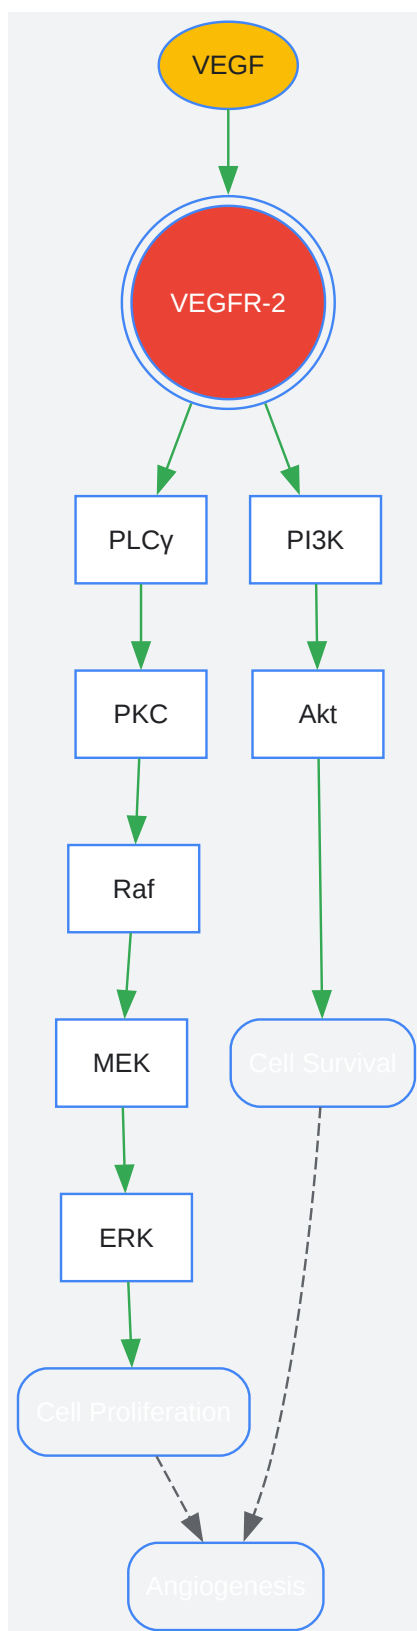 VEGF
VEGFR-2
PLCγ
PI3K
PKC
Akt
Raf
MEK
Cell Survival
ERK
Cell Proliferation
Angiogenesis